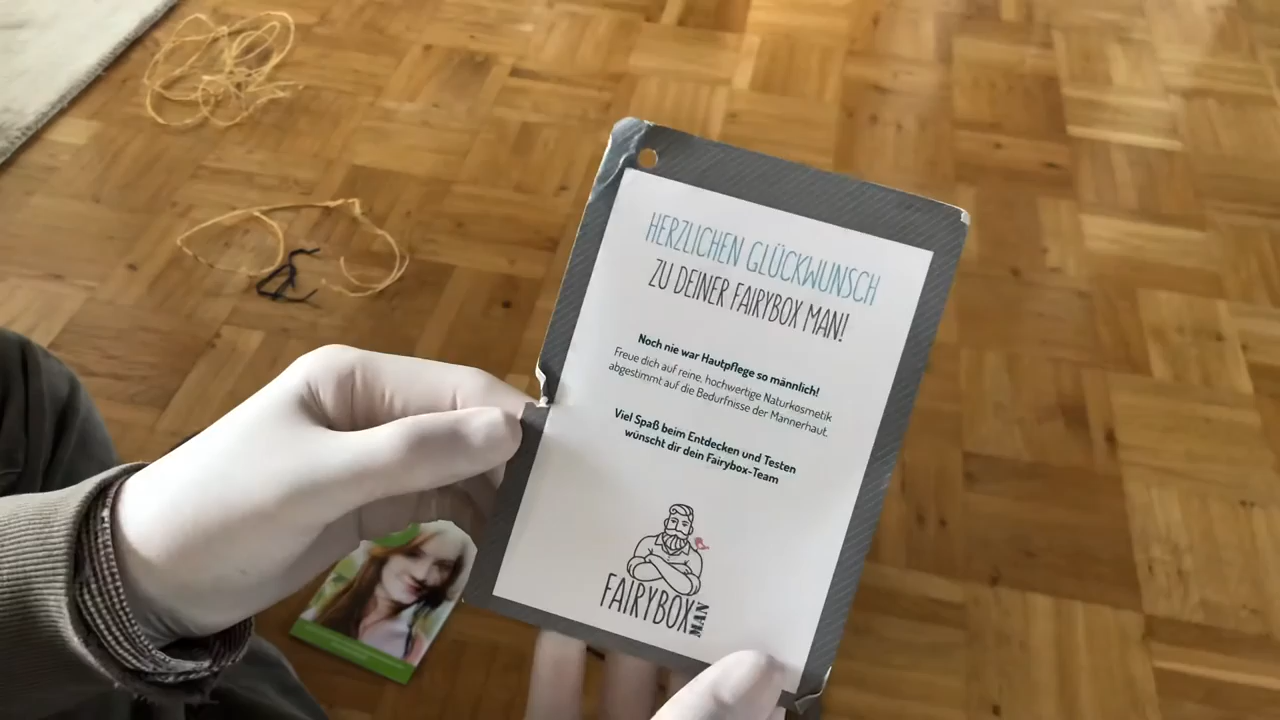 HERZLICHEN GLÜCKWUNSCH
ZU DEINER FAIRYBOX MAN!
Noch nie war Hautpflege so männlich!
Freue dich auf reine, hochwertige Naturkosmetik
abgestimmt auf die Bedürfnisse der Männerhaut.
Viel Spaß beim Entdecken und Testen
wünscht dir dein Fairybox-Team
FAIRYBOX
MAN